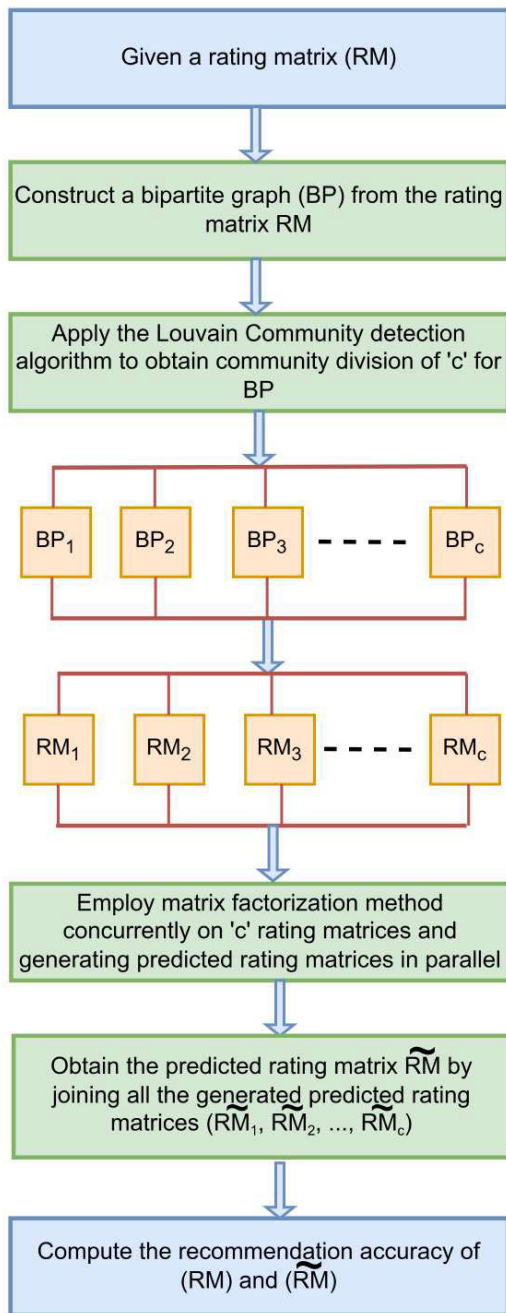 Given a rating matrix (RM)
Construct a bipartite graph (BP) from the rating
matrix RM
Apply the Louvain Community detection
algorithm to obtain community division of 'c' for
BP
BP₁ BP₂ BP₃ BP꜀
RM₁ RM₂ RM₃ RM꜀
Employ matrix factorization method
concurrently on 'c' rating matrices and
generating predicted rating matrices in parallel
Obtain the predicted rating matrix R͠M by
joining all the generated predicted rating
matrices (R͠M₁, R͠M₂, ..., R͠M꜀)
Compute the recommendation accuracy of
(RM) and (R͠M)